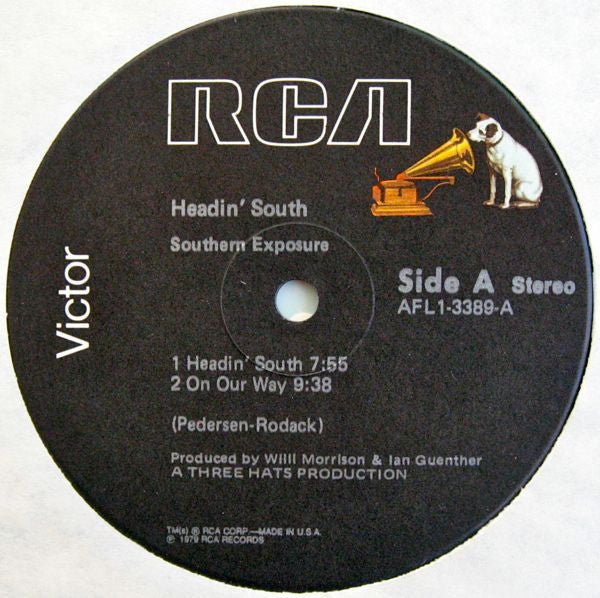 RCA
Headin' South
Southern Exposure
Victor
Side A Stereo
AFL1-3389-A
1 Headin' South 7:55
2 On Our Way 9:38
(Pedersen-Rodack)
Produced by Willi Morrison & Ian Guenther
A THREE HATS PRODUCTION
TM(s) ® RCA CORP.—MADE IN U.S.A.
℗ 1979 RCA RECORDS